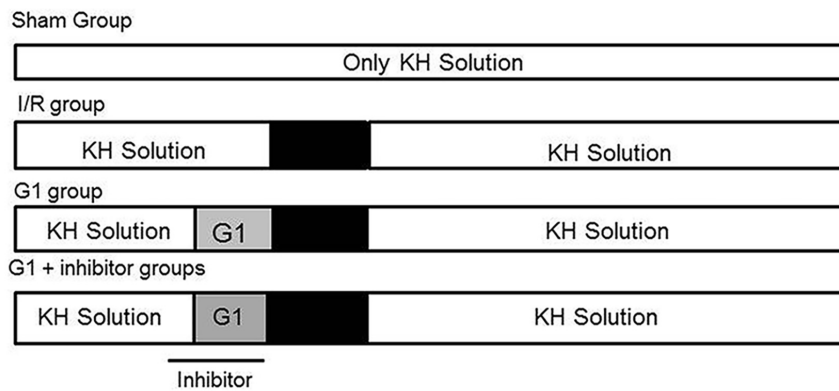 Sham Group
Only KH Solution
I/R group
KH Solution KH Solution
G1 group
KH Solution G1 KH Solution
G1 + inhibitor groups
KH Solution G1 KH Solution
Inhibitor